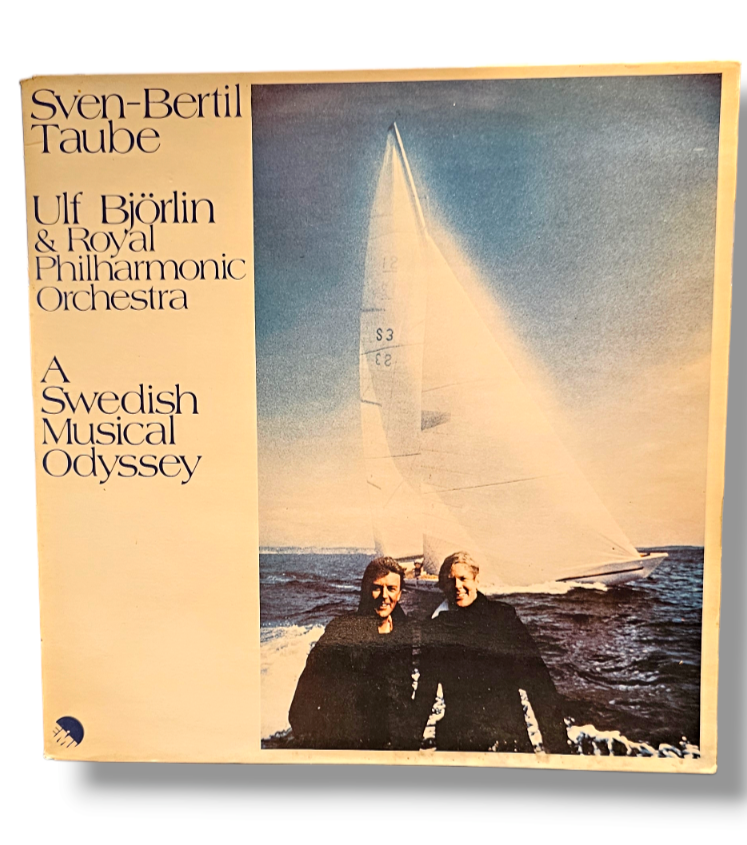 Sven-Bertil
Taube
Ulf Björlin
& Royal
Philharmonic
Orchestra
A
Swedish
Musical
Odyssey
S3
S3